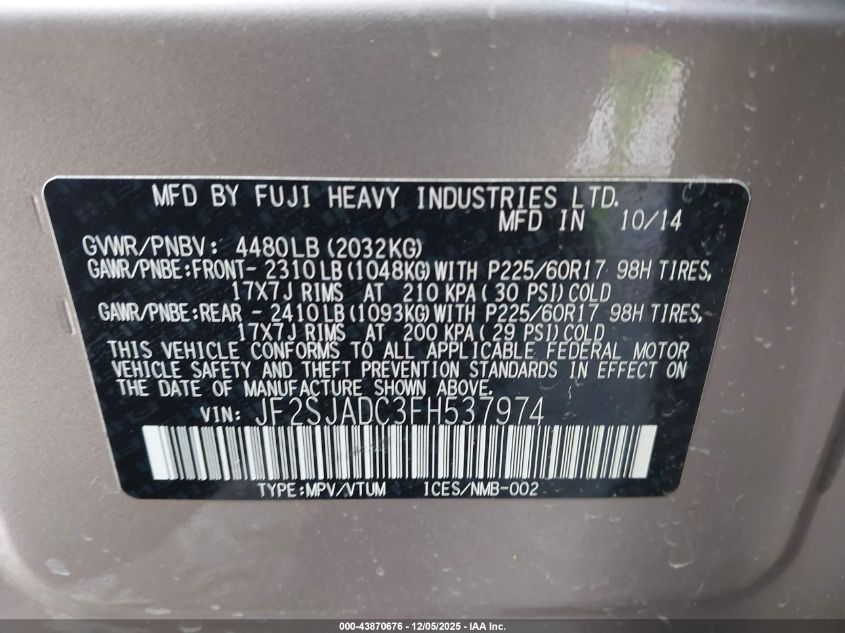 MFD BY FUJI HEAVY INDUSTRIES LTD.
MFD IN 10/14
GVWR/PNBV: 4480LB (2032KG)
GAWR/PNBE:FRONT- 2310LB (1048KG) WITH P225/60R17 98H TIRES,
17X7J RIMS AT 210 KPA( 30 PSI)COLD
GAWR/PNBE:REAR - 2410LB (1093KG) WITH P225/60R17 98H TIRES,
17X7J RIMS AT 200 KPA( 29 PSI)COLD
THIS VEHICLE CONFORMS TO ALL APPLICABLE FEDERAL MOTOR
VEHICLE SAFETY AND THEFT PREVENTION STANDARDS IN EFFECT ON
THE DATE OF MANUFACTURE SHOWN ABOVE.
VIN: JF2SJADC3FH537974
TYPE:MPV/VTUM ICES/NMB-002
000-43870676 - 12/05/2025 - IAA Inc.